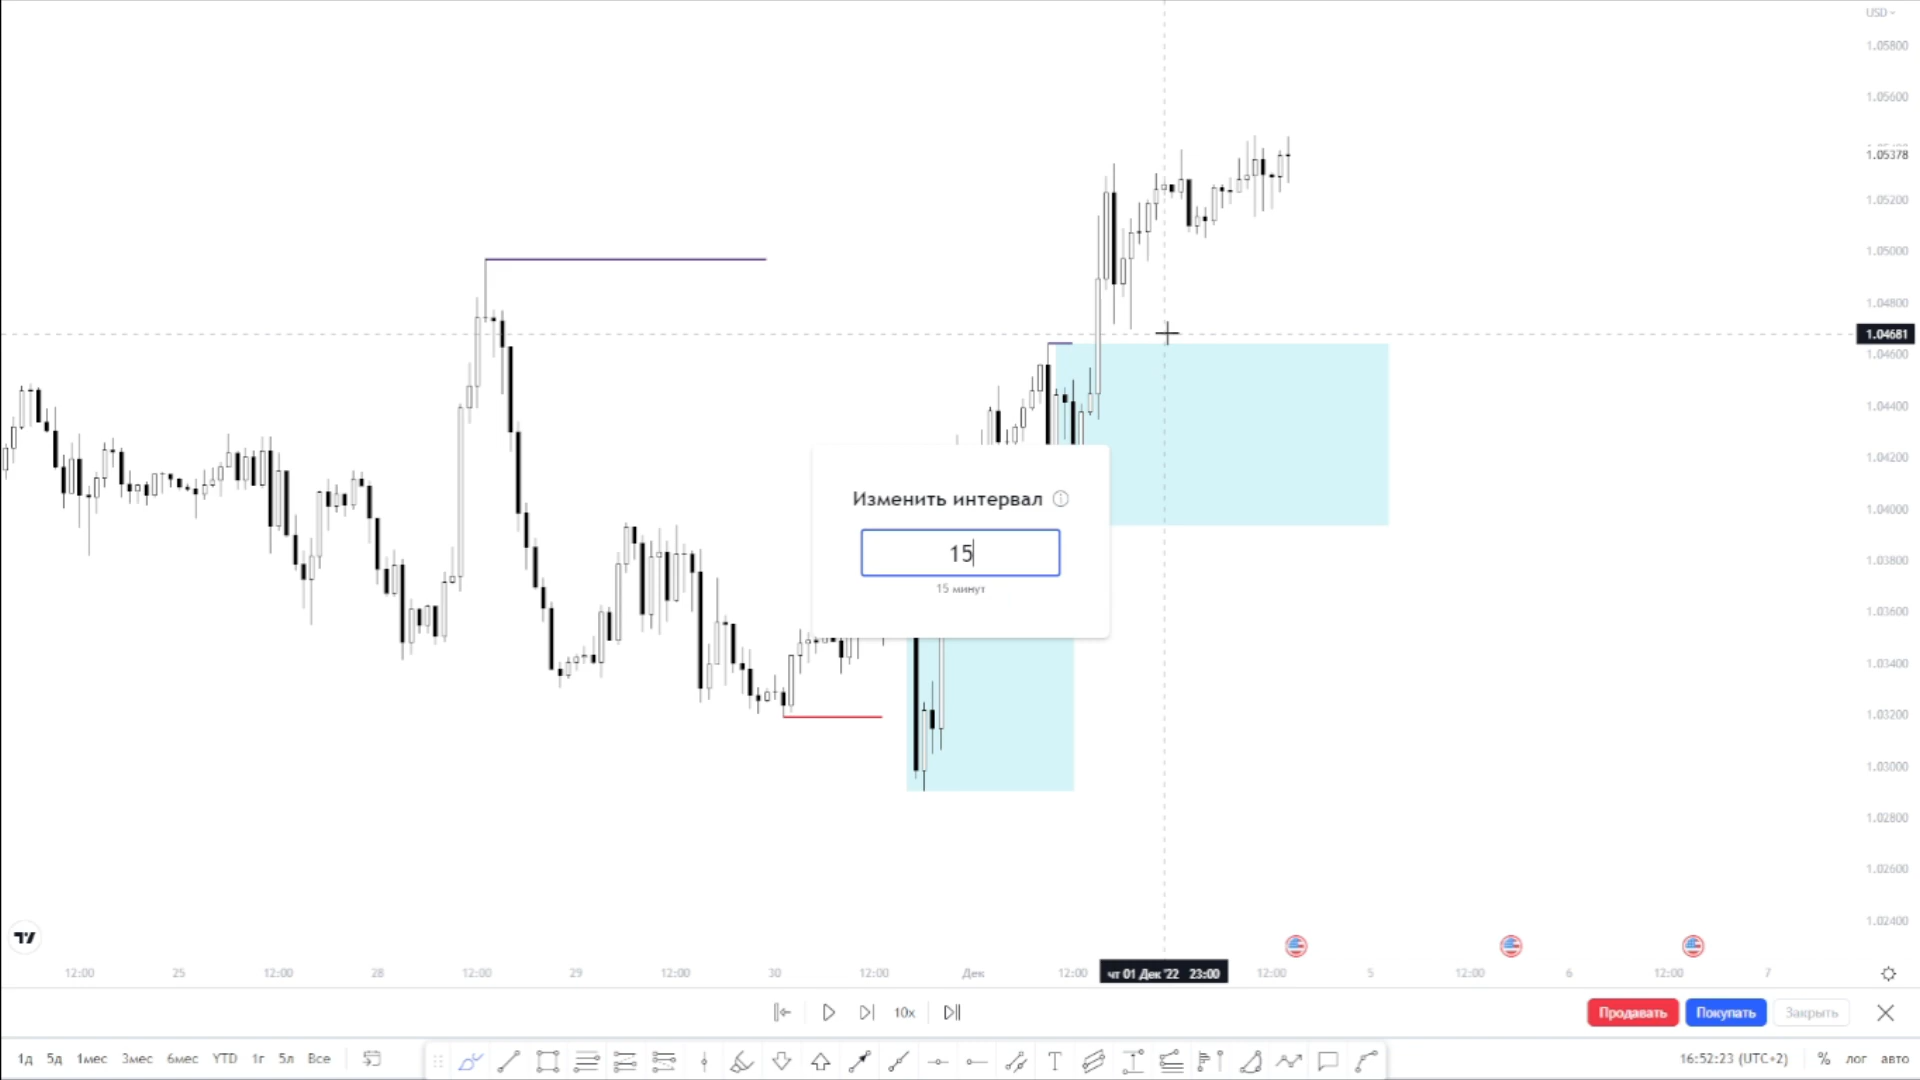 USD
1.05800
1.05600
1.05378
1.05200
1.05000
1.04800
1.04681
1.04600
1.04400
1.04200
1.04000
1.03800
1.03600
1.03400
1.03200
1.03000
1.02800
1.02600
1.02400
Изменить интервал
15
15 минут
12:00 25 12:00 28 12:00 29 12:00 30 12:00 Дек 12:00 чт 01 Дек '22 23:00 12:00 5 12:00 6 12:00 7
10x
Продавать Покупать Закрыть
1д 5д 1мес 3мес 6мес YTD 1г 5л Все
16:52:23 (UTC+2) % лог авто